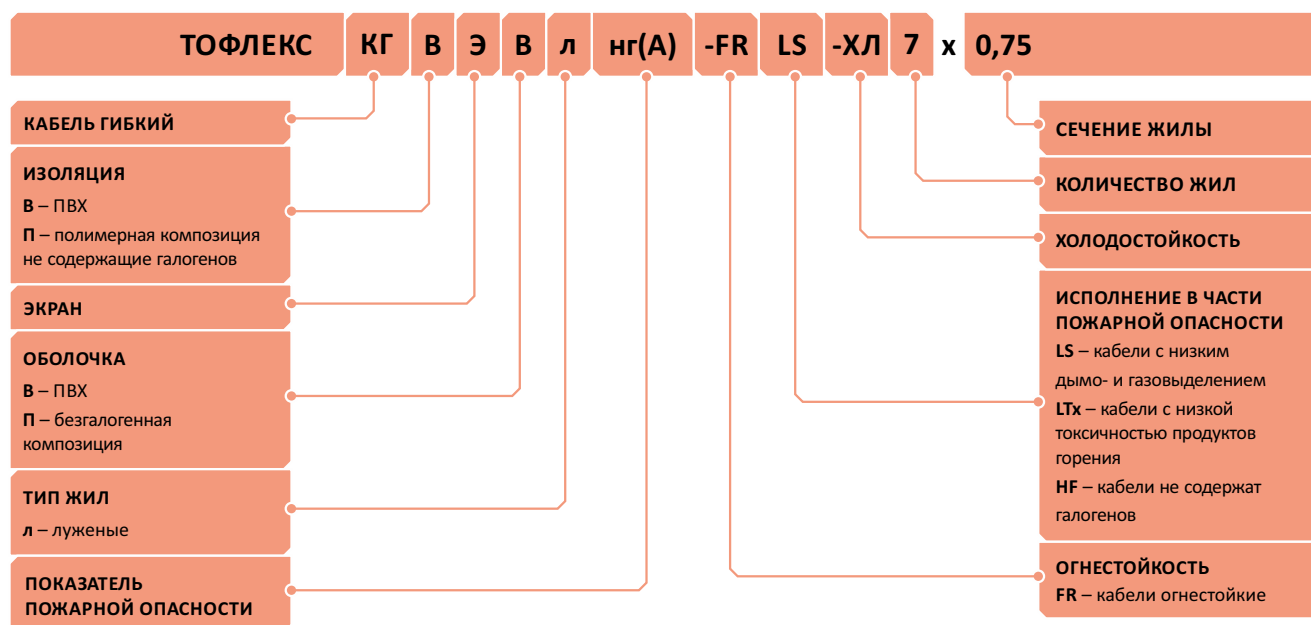 ТОФЛЕКС КГ В Э В л нг(А) -FR LS -ХЛ 7 х 0,75
КАБЕЛЬ ГИБКИЙ
ИЗОЛЯЦИЯ
В – ПВХ
П – полимерная композиция
не содержащие галогенов
ЭКРАН
ОБОЛОЧКА
В – ПВХ
П – безгалогенная
композиция
ТИП ЖИЛ
л – луженые
ПОКАЗАТЕЛЬ
ПОЖАРНОЙ ОПАСНОСТИ
СЕЧЕНИЕ ЖИЛЫ
КОЛИЧЕСТВО ЖИЛ
ХОЛОДОСТОЙКОСТЬ
ИСПОЛНЕНИЕ В ЧАСТИ
ПОЖАРНОЙ ОПАСНОСТИ
LS – кабели с низким
дымо- и газовыделением
LTx – кабели с низкой
токсичностью продуктов
горения
HF – кабели не содержат
галогенов
ОГНЕСТОЙКОСТЬ
FR – кабели огнестойкие